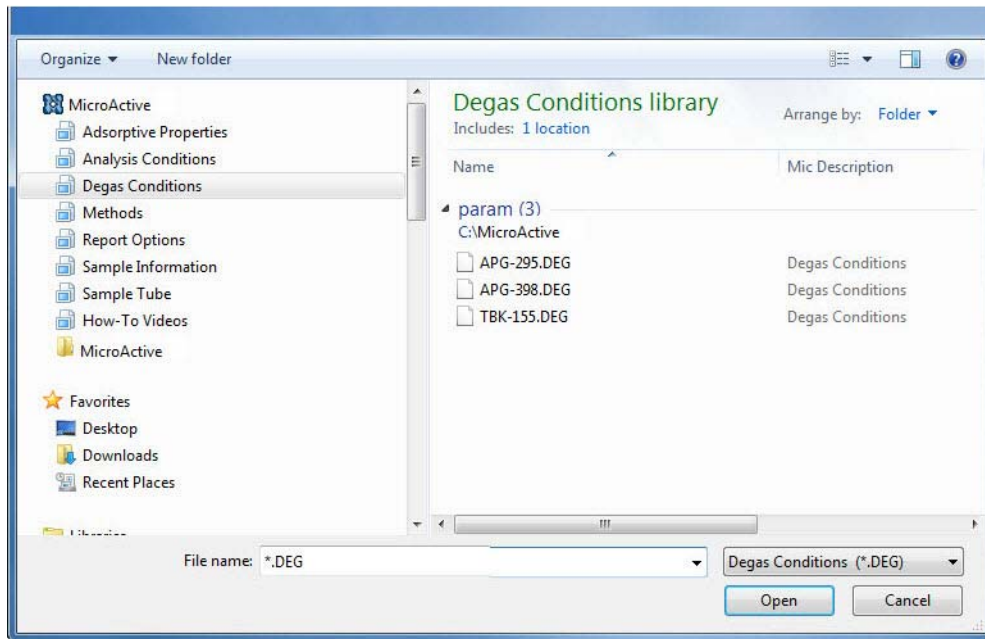 Organize New folder
MicroActive
Adsorptive Properties
Analysis Conditions
Degas Conditions
Methods
Report Options
Sample Information
Sample Tube
How-To Videos
MicroActive
Favorites
Desktop
Downloads
Recent Places
Libraries
Degas Conditions library
Includes: 1 location
Arrange by: Folder
Name Mic Description
param (3)
C:\MicroActive
APG-295.DEG Degas Conditions
APG-398.DEG Degas Conditions
TBK-155.DEG Degas Conditions
File name: *.DEG Degas Conditions (*.DEG)
Open Cancel